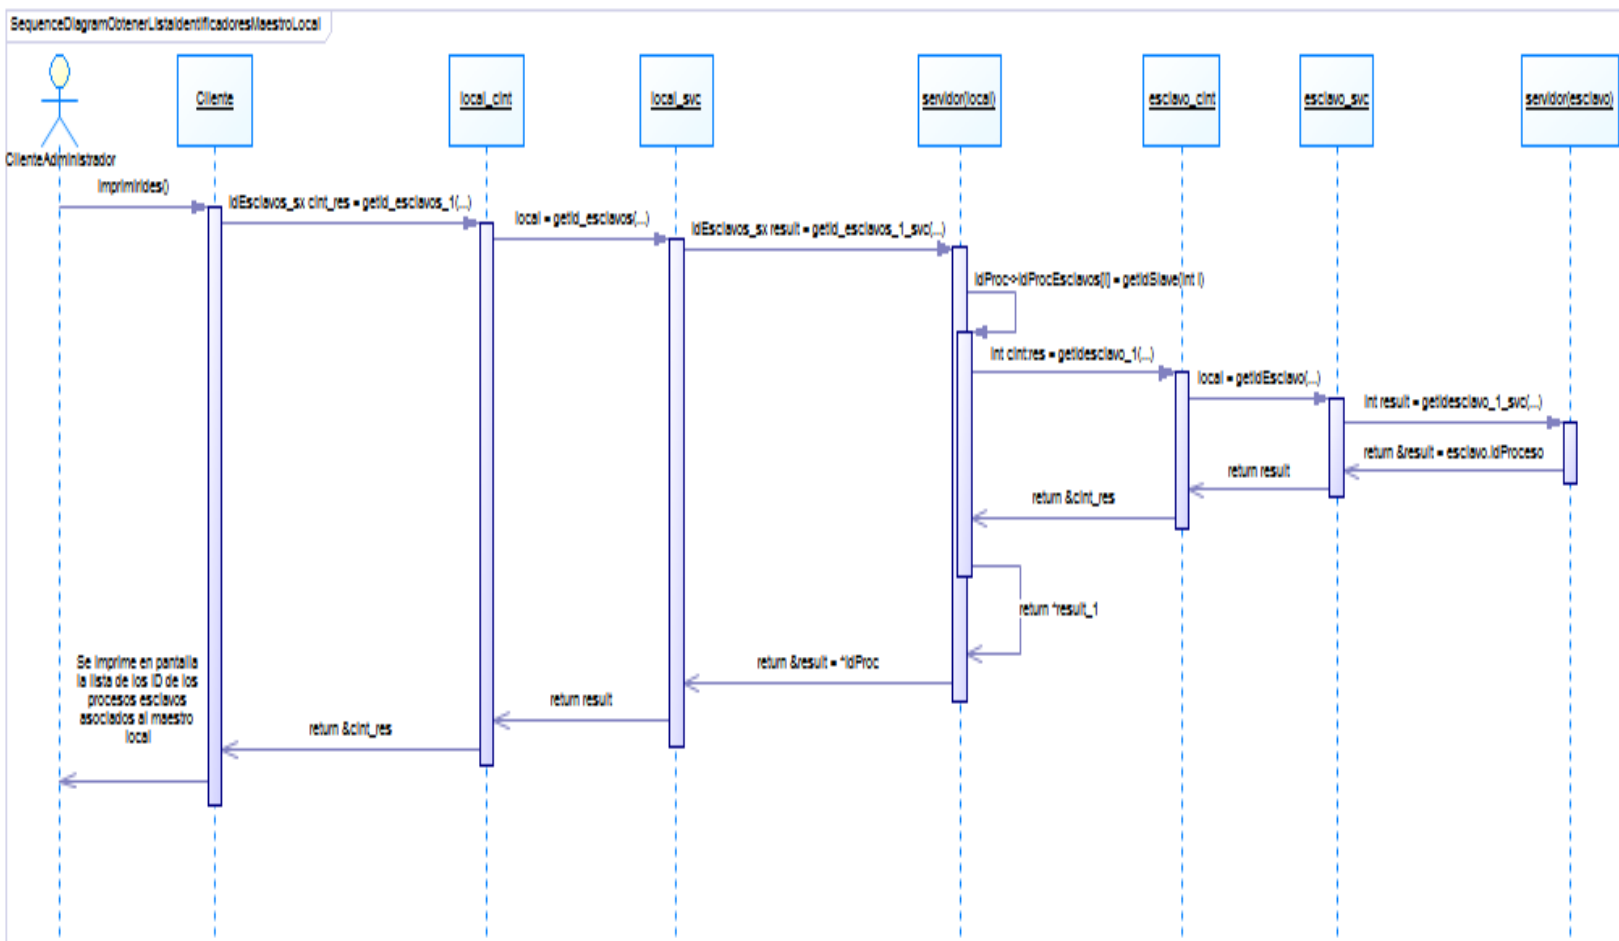 SequenceDiagramObtenerListaIdentificadoresMaestroLocal
Cliente
local_clnt
local_svc
servidor(local)
esclavo_clnt
esclavo_svc
servidor(esclavo)
ClienteAdministrador
imprimirIdes()
idEsclavos_sx clnt_res = getid_esclavos_1(...)
local = getid_esclavos(...)
idEsclavos_sx result = getid_esclavos_1_svc(...)
idProc->idProcEsclavos[i] = getidSlave(int i)
int clnt:res = getidesclavo_1(...)
local = getidEsclavo(...)
int result = getidesclavo_1_svc(...)
return &result = esclavo.idProceso
return result
return &clnt_res
return *result_1
return &result = *idProc
return result
return &clnt_res
Se imprime en pantalla
la lista de los ID de los
procesos esclavos
asociados al maestro
local